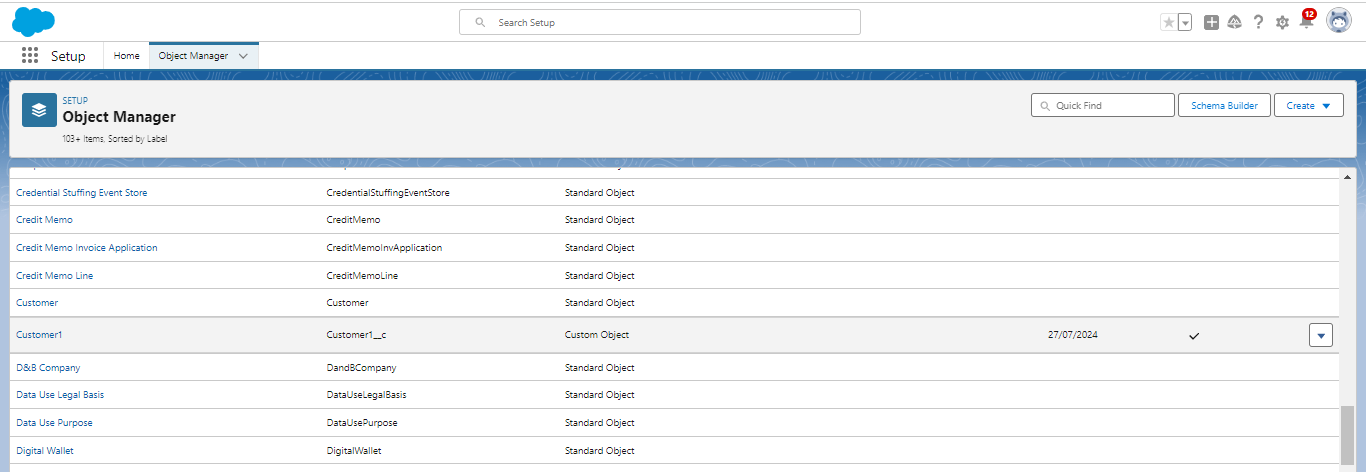 Search Setup
12
Setup Home Object Manager
SETUP
Object Manager
103+ Items, Sorted by Label
Quick Find Schema Builder Create
Credential Stuffing Event Store CredentialStuffingEventStore Standard Object
Credit Memo CreditMemo Standard Object
Credit Memo Invoice Application CreditMemoInvApplication Standard Object
Credit Memo Line CreditMemoLine Standard Object
Customer Customer Standard Object
Customer1 Customer1__c Custom Object 27/07/2024
D&B Company DandBCompany Standard Object
Data Use Legal Basis DataUseLegalBasis Standard Object
Data Use Purpose DataUsePurpose Standard Object
Digital Wallet DigitalWallet Standard Object